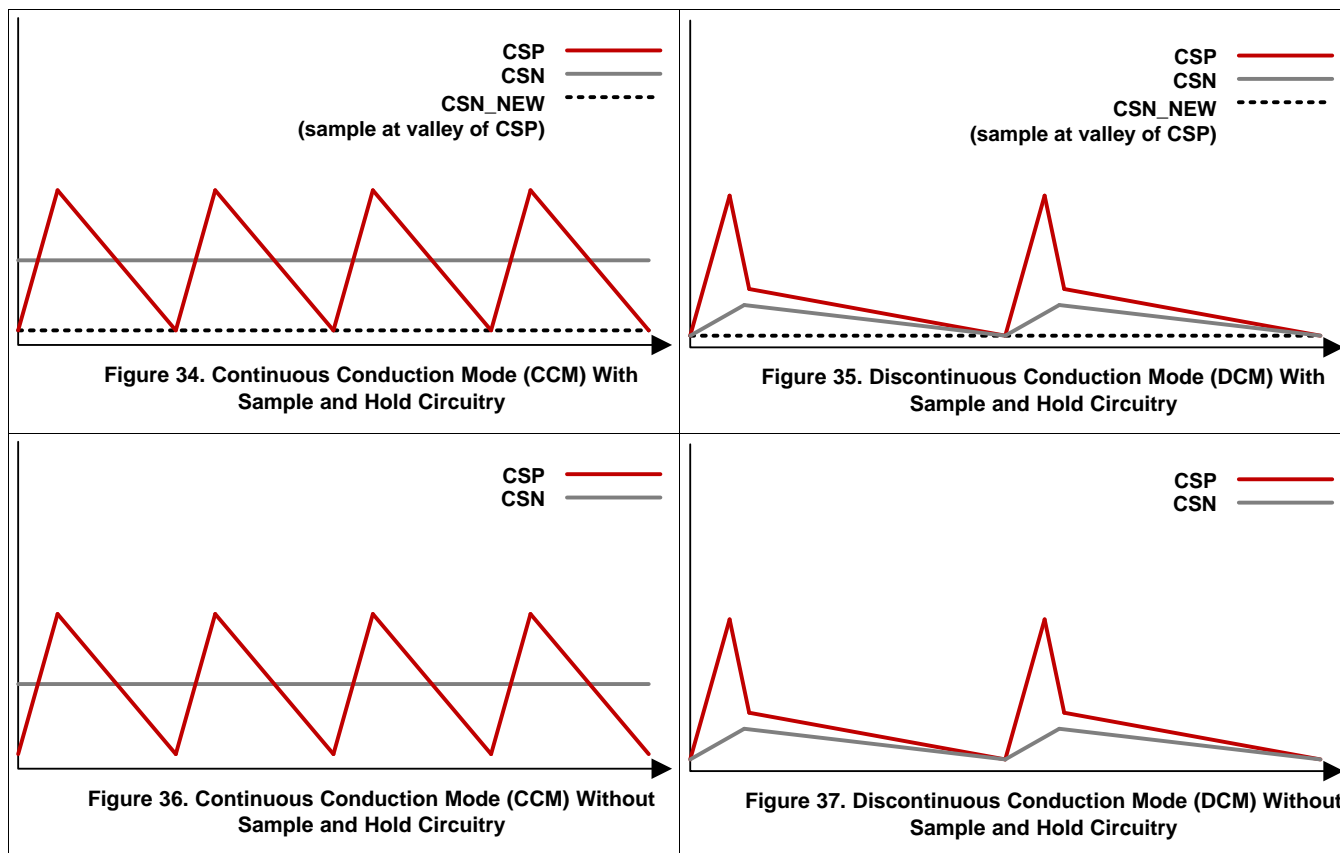 CSP
CSN
CSN_NEW
(sample at valley of CSP)
Figure 34. Continuous Conduction Mode (CCM) With
Sample and Hold Circuitry
CSP
CSN
CSN_NEW
(sample at valley of CSP)
Figure 35. Discontinuous Conduction Mode (DCM) With
Sample and Hold Circuitry
CSP
CSN
Figure 36. Continuous Conduction Mode (CCM) Without
Sample and Hold Circuitry
CSP
CSN
Figure 37. Discontinuous Conduction Mode (DCM) Without
Sample and Hold Circuitry